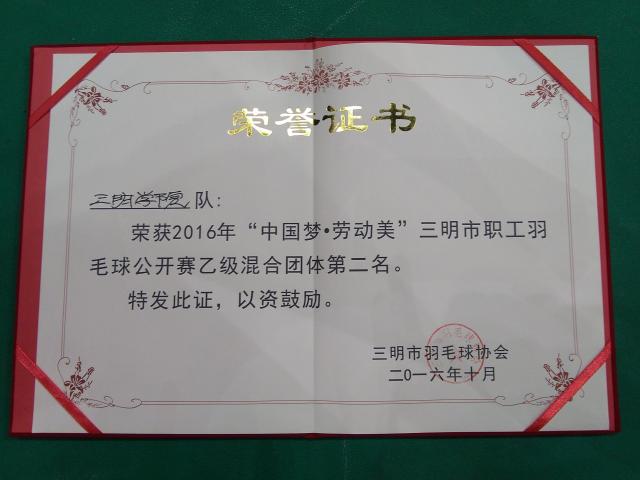 荣誉证书
三明学院队：
荣获2016年“中国梦·劳动美”三明市职工羽
毛球公开赛乙级混合团体第二名。
特发此证，以资鼓励。
三明市羽毛球协会
二0一六年十月